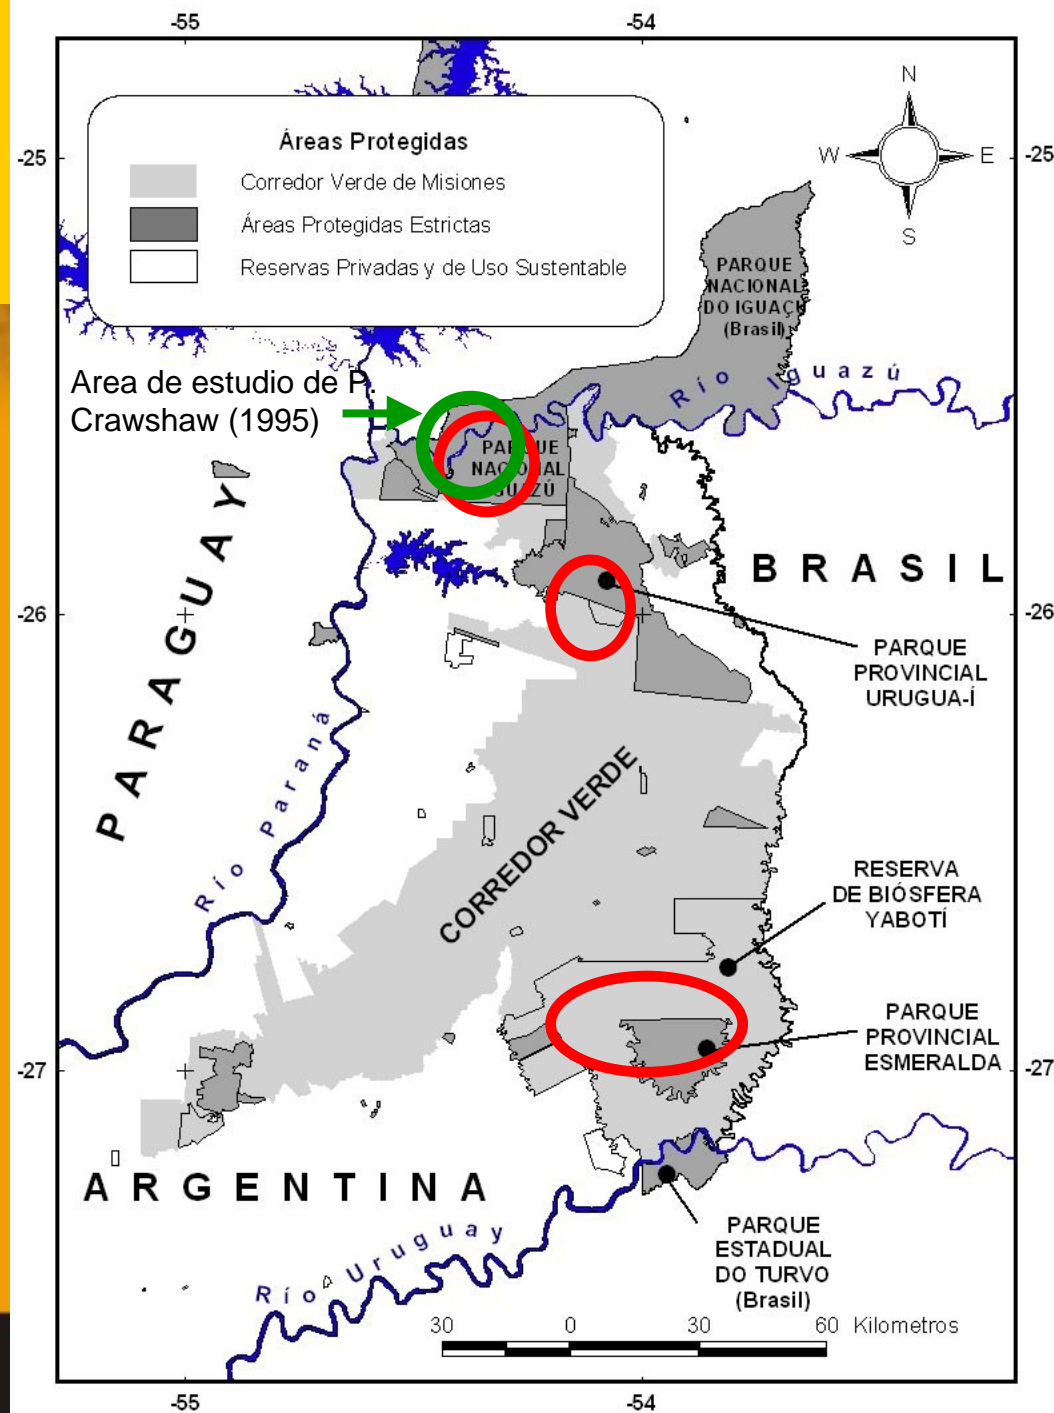 -55
-54
N
-25
W
E
-25
S
Áreas Protegidas
Corredor Verde de Misiones
Áreas Protegidas Estrictas
Reservas Privadas y de Uso Sustentable
PARQUE
NACIONAL
DO IGUAÇU
(Brasil)
Area de estudio de P.
Crawshaw (1995)
Río Iguazú
PARQUE
NACIONAL
IGUAZÚ
PARAGUAY
BRASIL
-26
-26
PARQUE
PROVINCIAL
URUGUA-Í
Río Paraná
CORREDOR VERDE
RESERVA
DE BIÓSFERA
YABOTÍ
PARQUE
PROVINCIAL
ESMERALDA
-27
-27
ARGENTINA
Río Uruguay
PARQUE
ESTADUAL
DO TURVO
(Brasil)
30 0 30 60 Kilometros
-55
-54